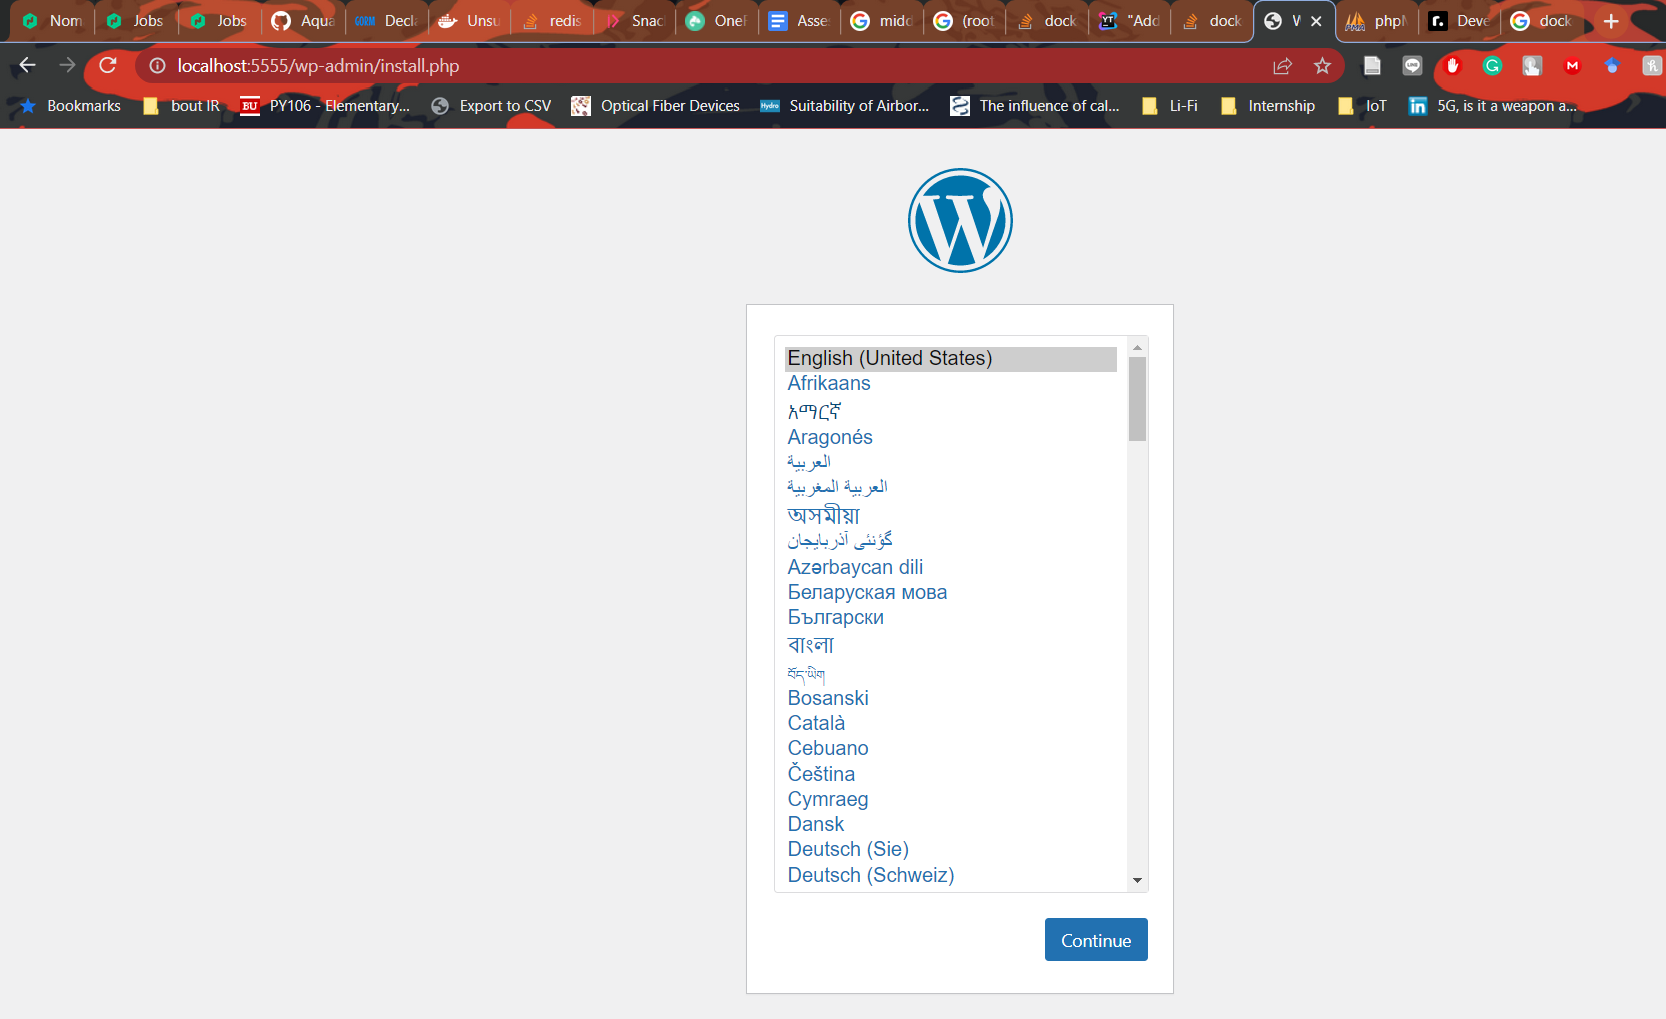 Nom Jobs Jobs Aqua Decla Unsu redis Snac OneF Asse midd (root dock "Add dock W phpM Deve dock
localhost:5555/wp-admin/install.php
Bookmarks bout IR PY106 - Elementary... Export to CSV Optical Fiber Devices Suitability of Airbor... The influence of cal... Li-Fi Internship IoT 5G, is it a weapon a...
English (United States)
Afrikaans
አማርኛ
Aragonés
العربية
العربية المغربية
অসমীয়া
گؤنئی آذربایجان
Azərbaycan dili
Беларуская мова
Български
বাংলা
བོད་ཡིག
Bosanski
Català
Cebuano
Čeština
Cymraeg
Dansk
Deutsch (Sie)
Deutsch (Schweiz)
Continue